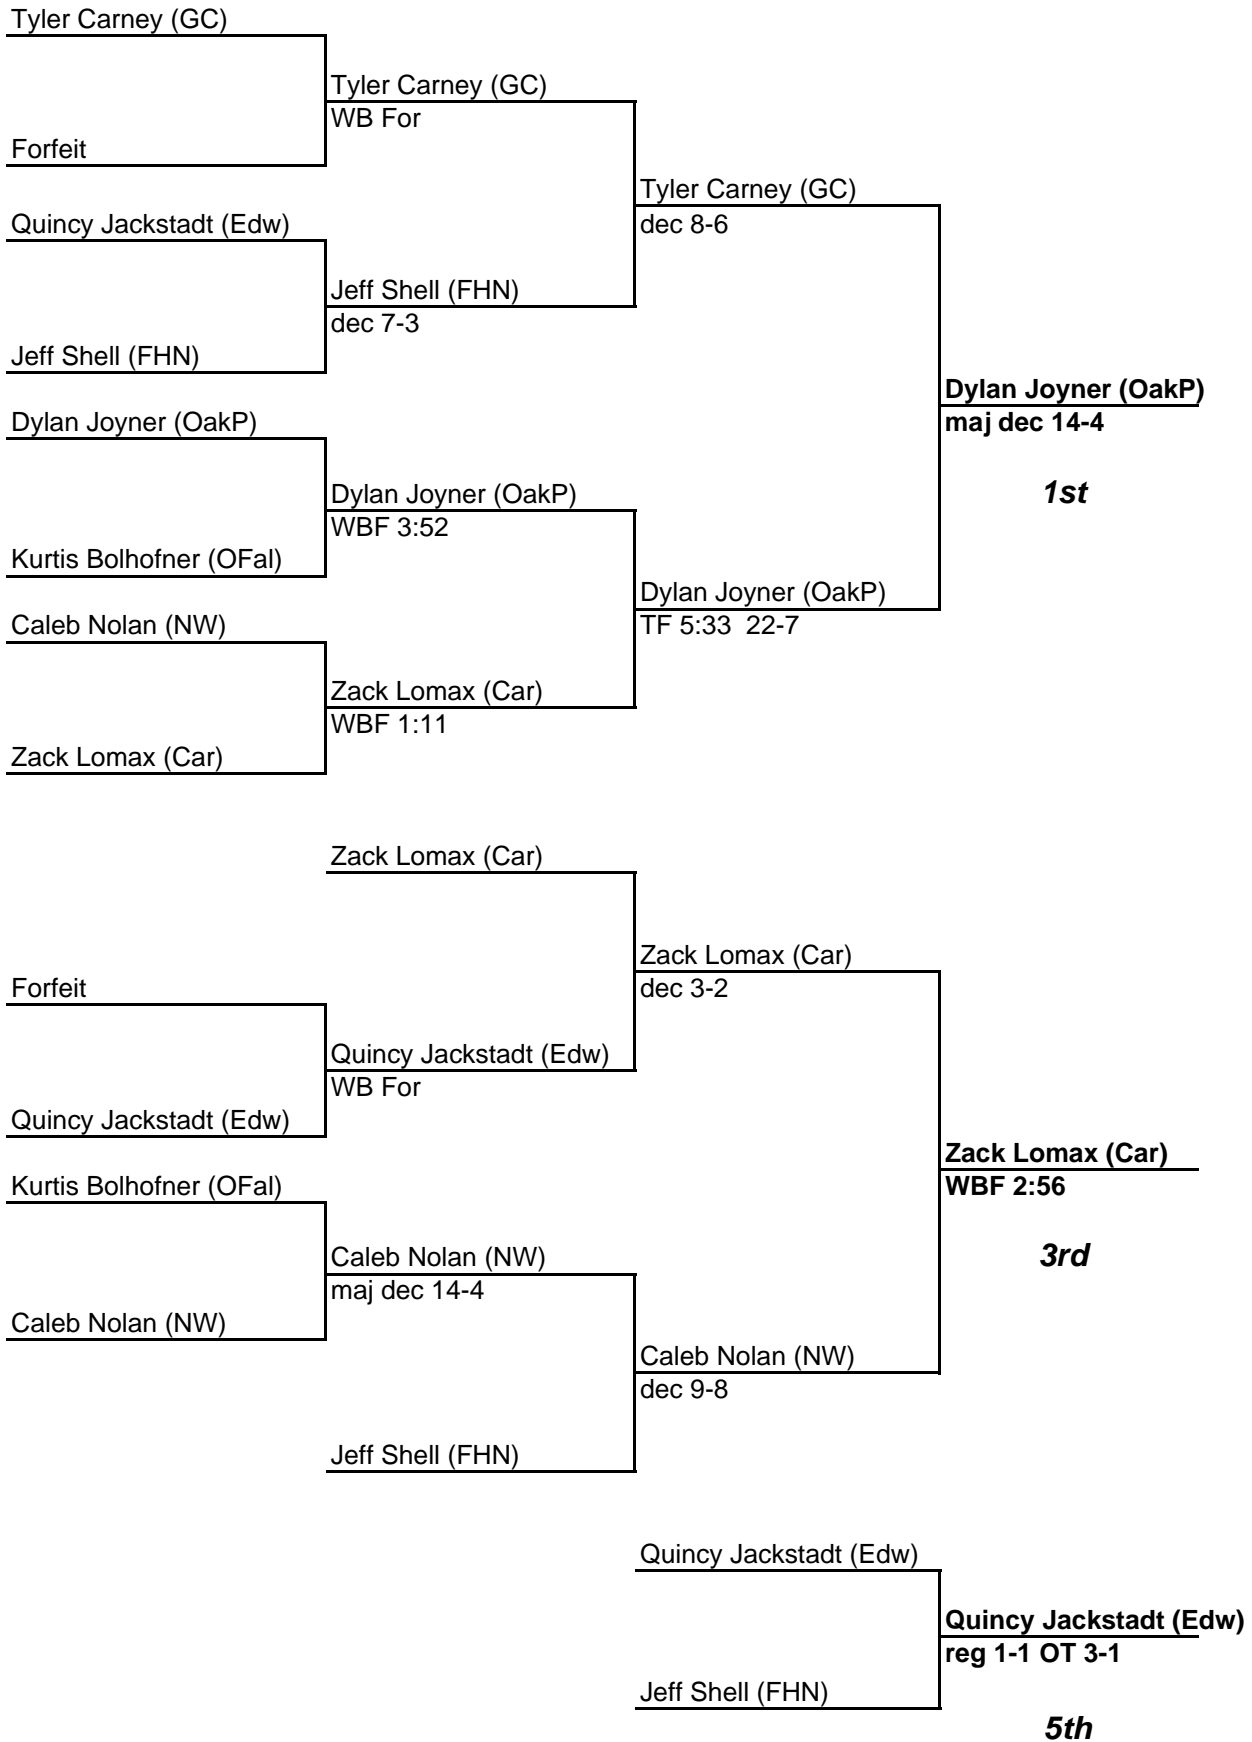 Tyler Carney (GC)
Tyler Carney (GC)
WB For
Forfeit
Tyler Carney (GC)
dec 8-6
Quincy Jackstadt (Edw)
Jeff Shell (FHN)
dec 7-3
Jeff Shell (FHN)
Dylan Joyner (OakP)
maj dec 14-4
1st
Dylan Joyner (OakP)
Dylan Joyner (OakP)
WBF 3:52
Kurtis Bolhofner (OFal)
Dylan Joyner (OakP)
TF 5:33  22-7
Caleb Nolan (NW)
Zack Lomax (Car)
WBF 1:11
Zack Lomax (Car)
Zack Lomax (Car)
Zack Lomax (Car)
dec 3-2
Forfeit
Quincy Jackstadt (Edw)
WB For
Quincy Jackstadt (Edw)
Zack Lomax (Car)
WBF 2:56
3rd
Kurtis Bolhofner (OFal)
Caleb Nolan (NW)
maj dec 14-4
Caleb Nolan (NW)
Caleb Nolan (NW)
dec 9-8
Jeff Shell (FHN)
Quincy Jackstadt (Edw)
Quincy Jackstadt (Edw)
reg 1-1 OT 3-1
Jeff Shell (FHN)
5th